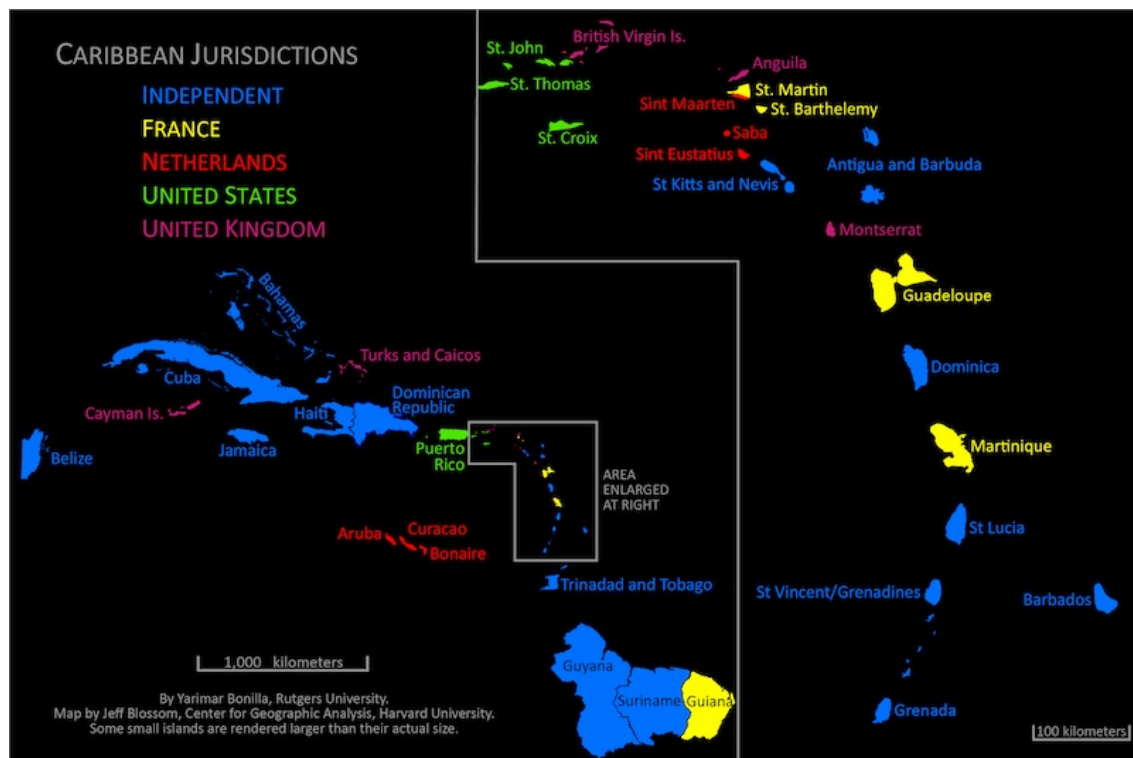 CARIBBEAN JURISDICTIONS
INDEPENDENT
FRANCE
NETHERLANDS
UNITED STATES
UNITED KINGDOM
Bahamas
Turks and Caicos
Cuba
Cayman Is.
Haiti
Dominican
Republic
Jamaica
Belize
Puerto
Rico
AREA
ENLARGED
AT RIGHT
Aruba
Curacao
Bonaire
Trinidad and Tobago
Guyana
Suriname
Guiana
1,000 kilometers
By Yarimar Bonilla, Rutgers University.
Map by Jeff Blossom, Center for Geographic Analysis, Harvard University.
Some small islands are rendered larger than their actual size.
British Virgin Is.
St. John
St. Thomas
St. Croix
Anguila
St. Martin
Sint Maarten
St. Barthelemy
Saba
Sint Eustatius
St Kitts and Nevis
Antigua and Barbuda
Montserrat
Guadeloupe
Dominica
Martinique
St Lucia
St Vincent/Grenadines
Barbados
Grenada
100 kilometers